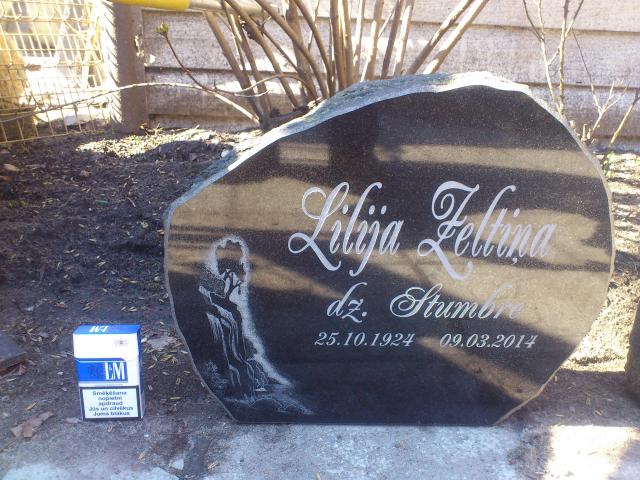 Lilija Zeltiņa
dz. Stumbre
25.10.1924 09.03.2014
L&M
Smēķēšana
nopietni
apdraud
Jūs un cilvēkus
Jums blakus